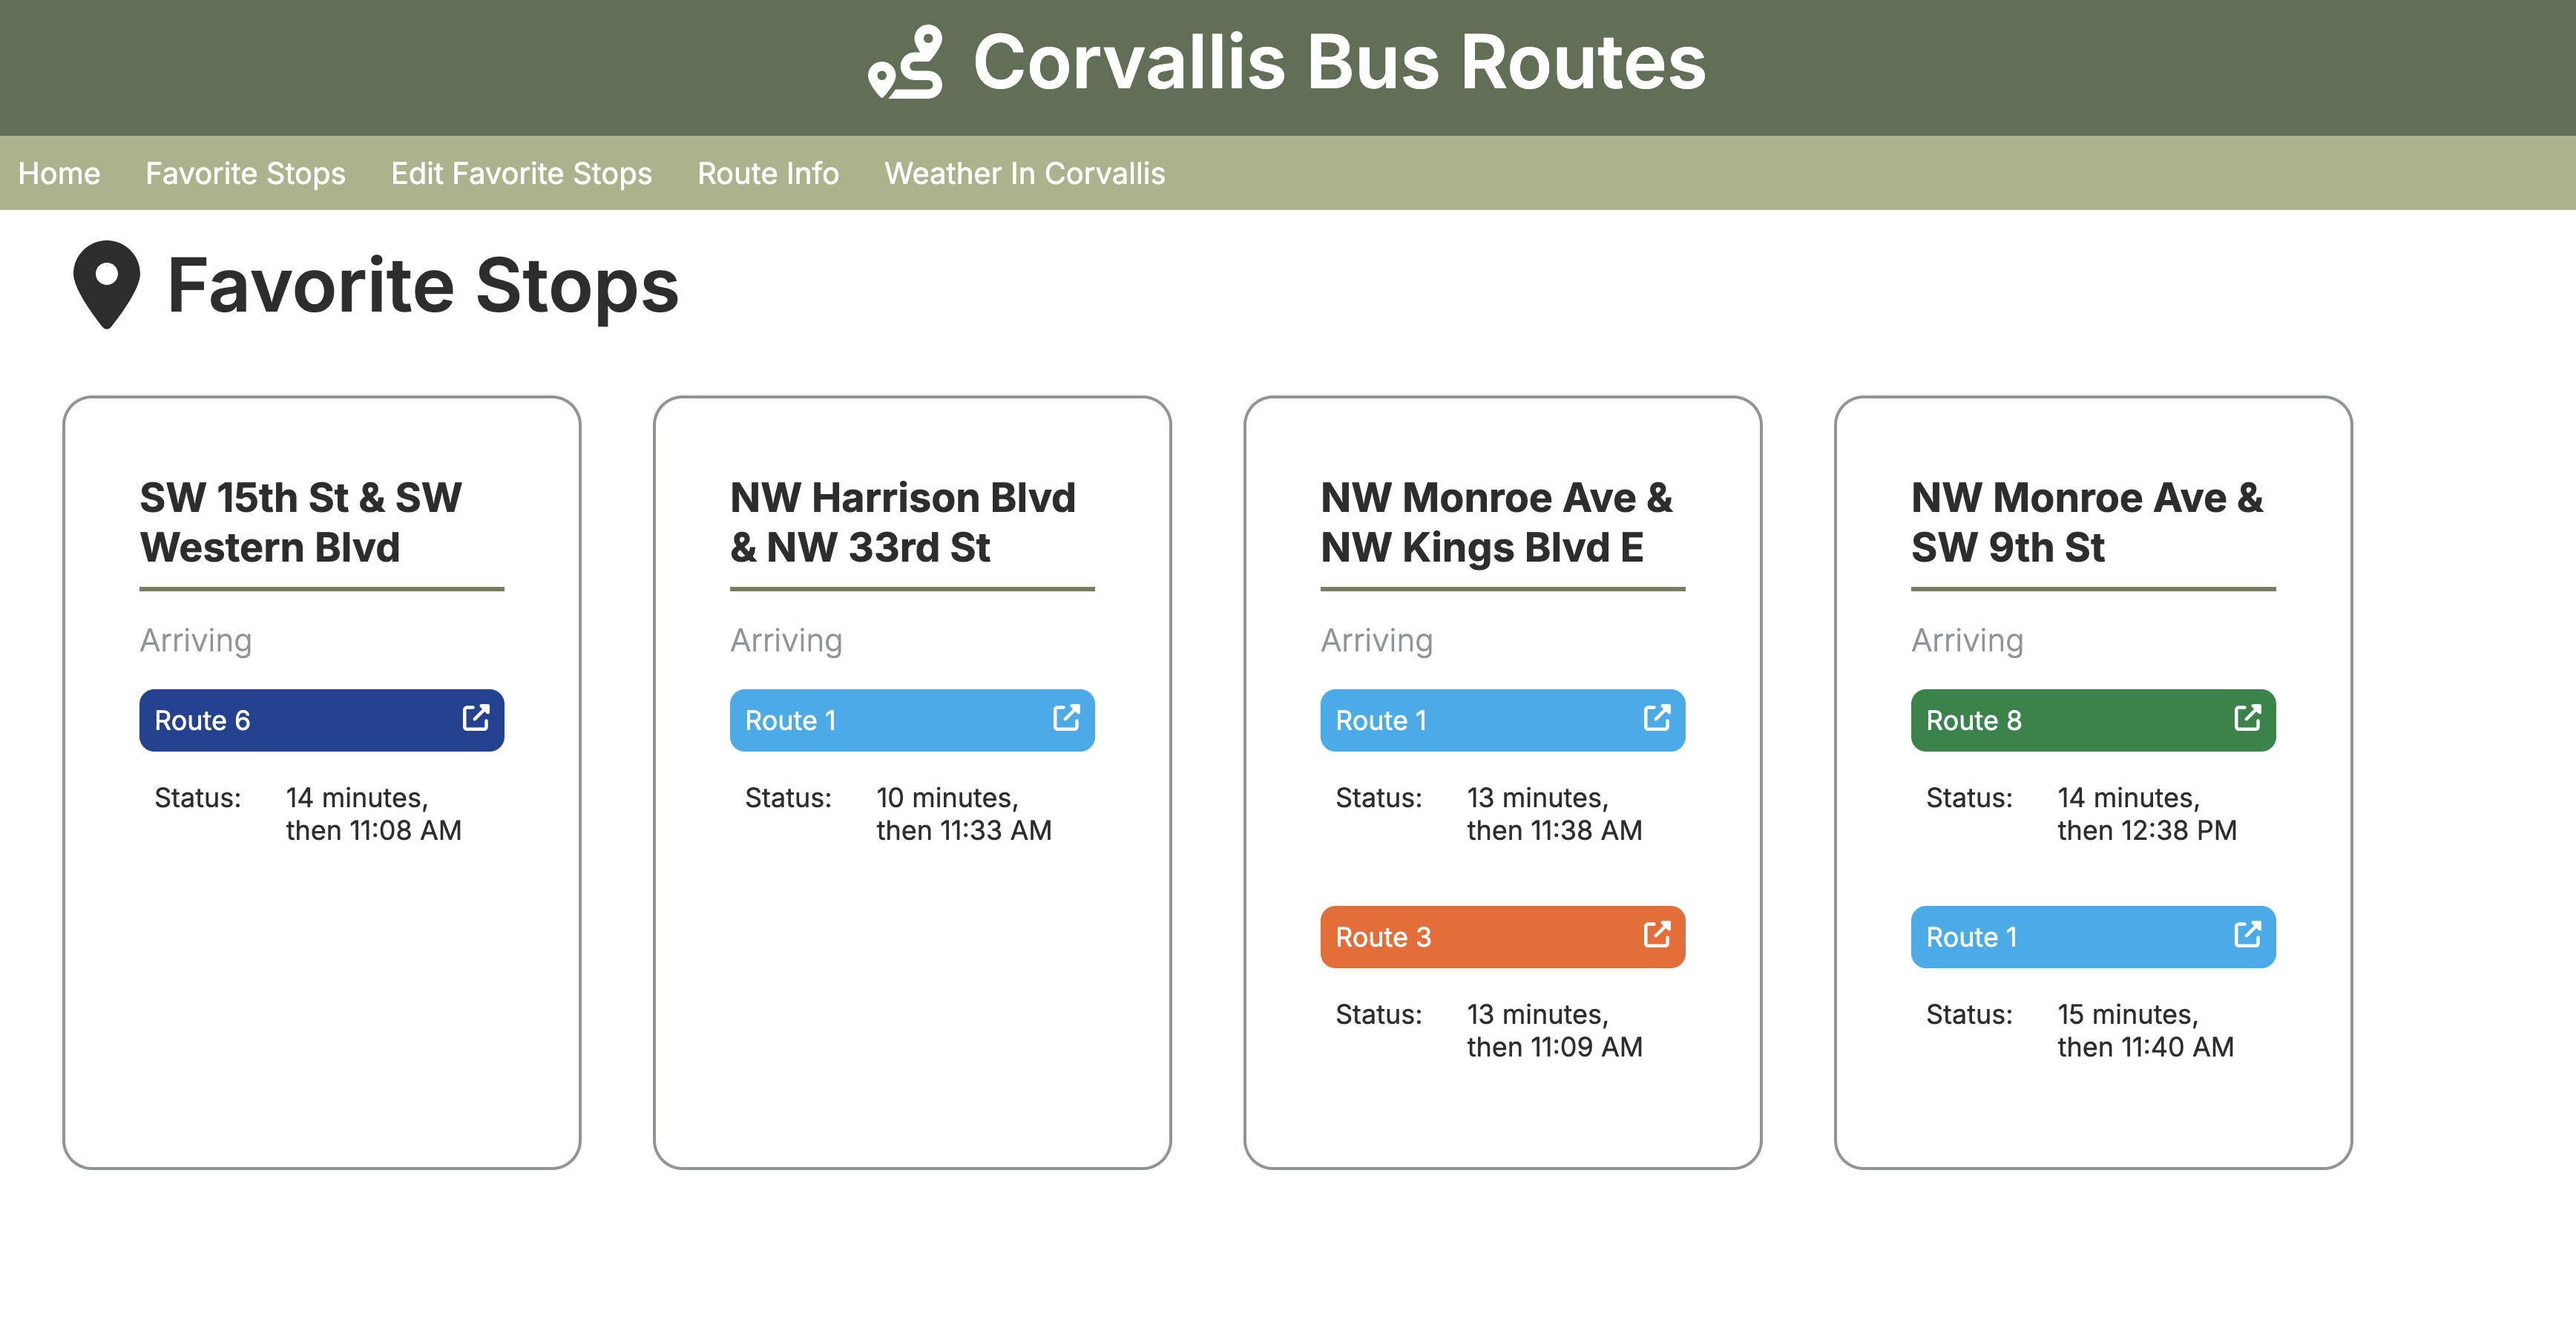 Corvallis Bus Routes
Home Favorite Stops Edit Favorite Stops Route Info Weather In Corvallis
Favorite Stops
SW 15th St & SW
Western Blvd
Arriving
Route 6
Status: 14 minutes,
then 11:08 AM
NW Harrison Blvd
& NW 33rd St
Arriving
Route 1
Status: 10 minutes,
then 11:33 AM
NW Monroe Ave &
NW Kings Blvd E
Arriving
Route 1
Status: 13 minutes,
then 11:38 AM
Route 3
Status: 13 minutes,
then 11:09 AM
NW Monroe Ave &
SW 9th St
Arriving
Route 8
Status: 14 minutes,
then 12:38 PM
Route 1
Status: 15 minutes,
then 11:40 AM